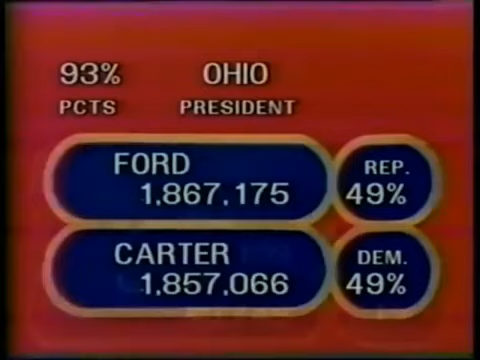 93% OHIO
PCTS PRESIDENT
FORD REP.
1,867,175 49%
CARTER DEM.
1,857,066 49%